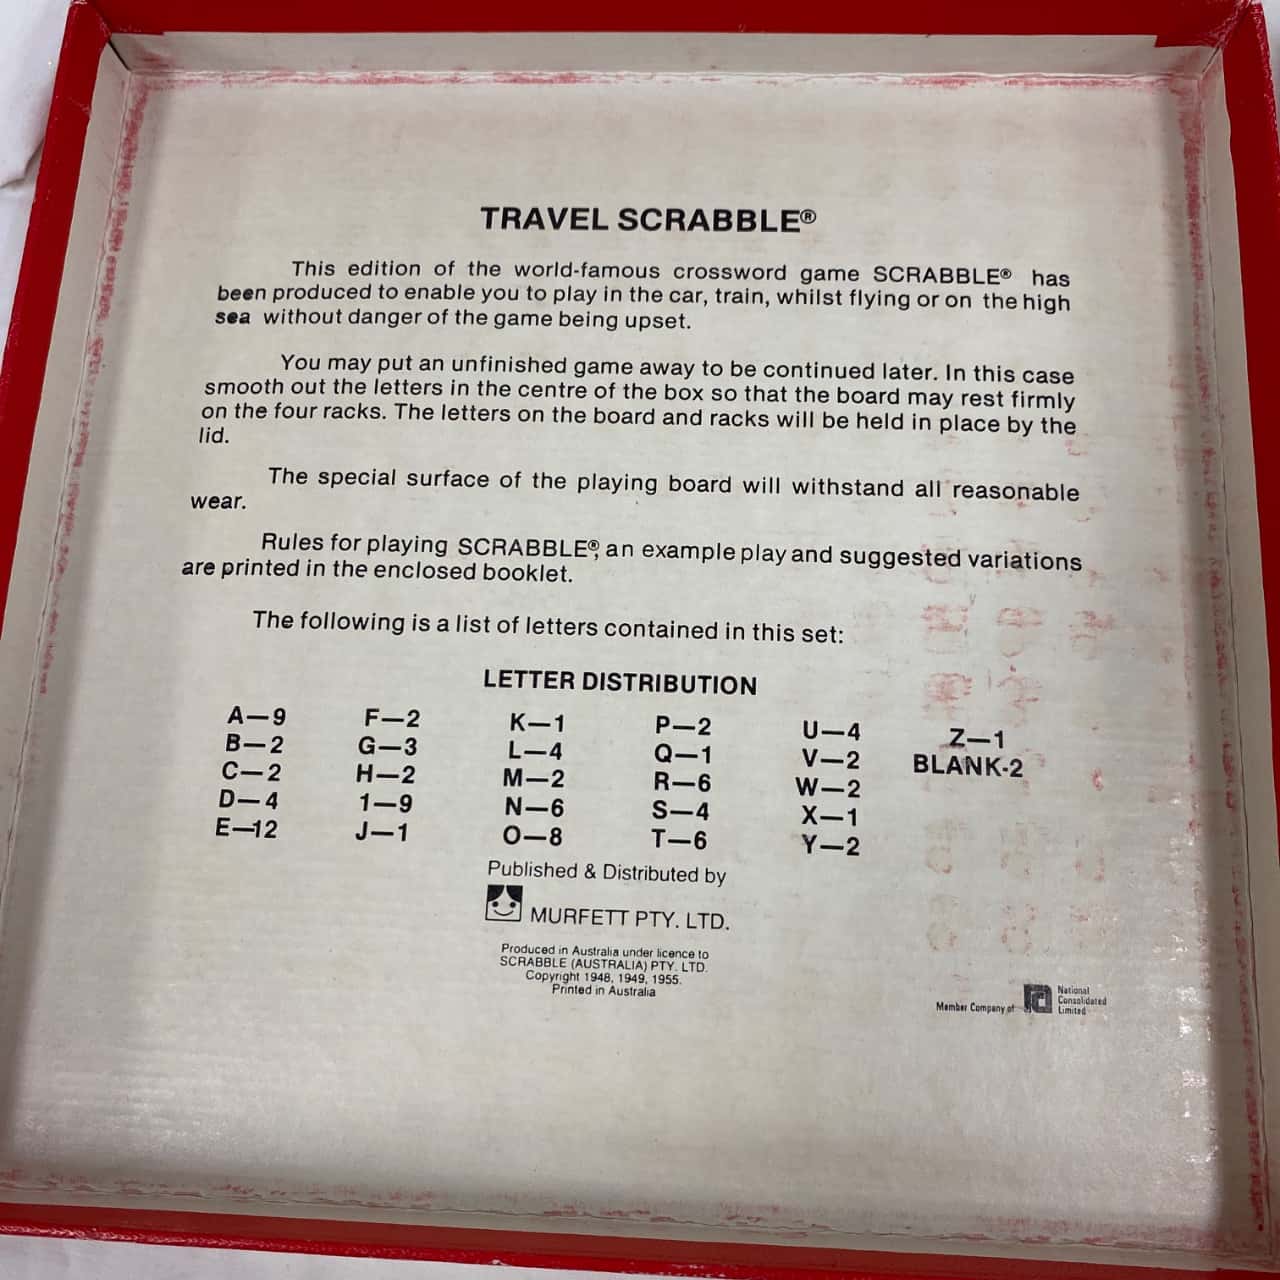 TRAVEL SCRABBLE®
This edition of the world-famous crossword game SCRABBLE® has
been produced to enable you to play in the car, train, whilst flying or on the high
sea without danger of the game being upset.
You may put an unfinished game away to be continued later. In this case
smooth out the letters in the centre of the box so that the board may rest firmly
on the four racks. The letters on the board and racks will be held in place by the
lid.
The special surface of the playing board will withstand all reasonable
wear.
Rules for playing SCRABBLE®, an example play and suggested variations
are printed in the enclosed booklet.
The following is a list of letters contained in this set:
LETTER DISTRIBUTION
A—9 F—2 K—1 P—2 U—4 Z—1
B—2 G—3 L—4 Q—1 V—2 BLANK-2
C—2 H—2 M—2 R—6 W—2
D—4 1—9 N—6 S—4 X—1
E—12 J—1 O—8 T—6 Y—2
Published & Distributed by
MURFETT PTY. LTD.
Produced in Australia under licence to
SCRABBLE (AUSTRALIA) PTY. LTD.
Copyright 1948, 1949, 1955.
Printed in Australia
Member Company of
National
Consolidated
Limited